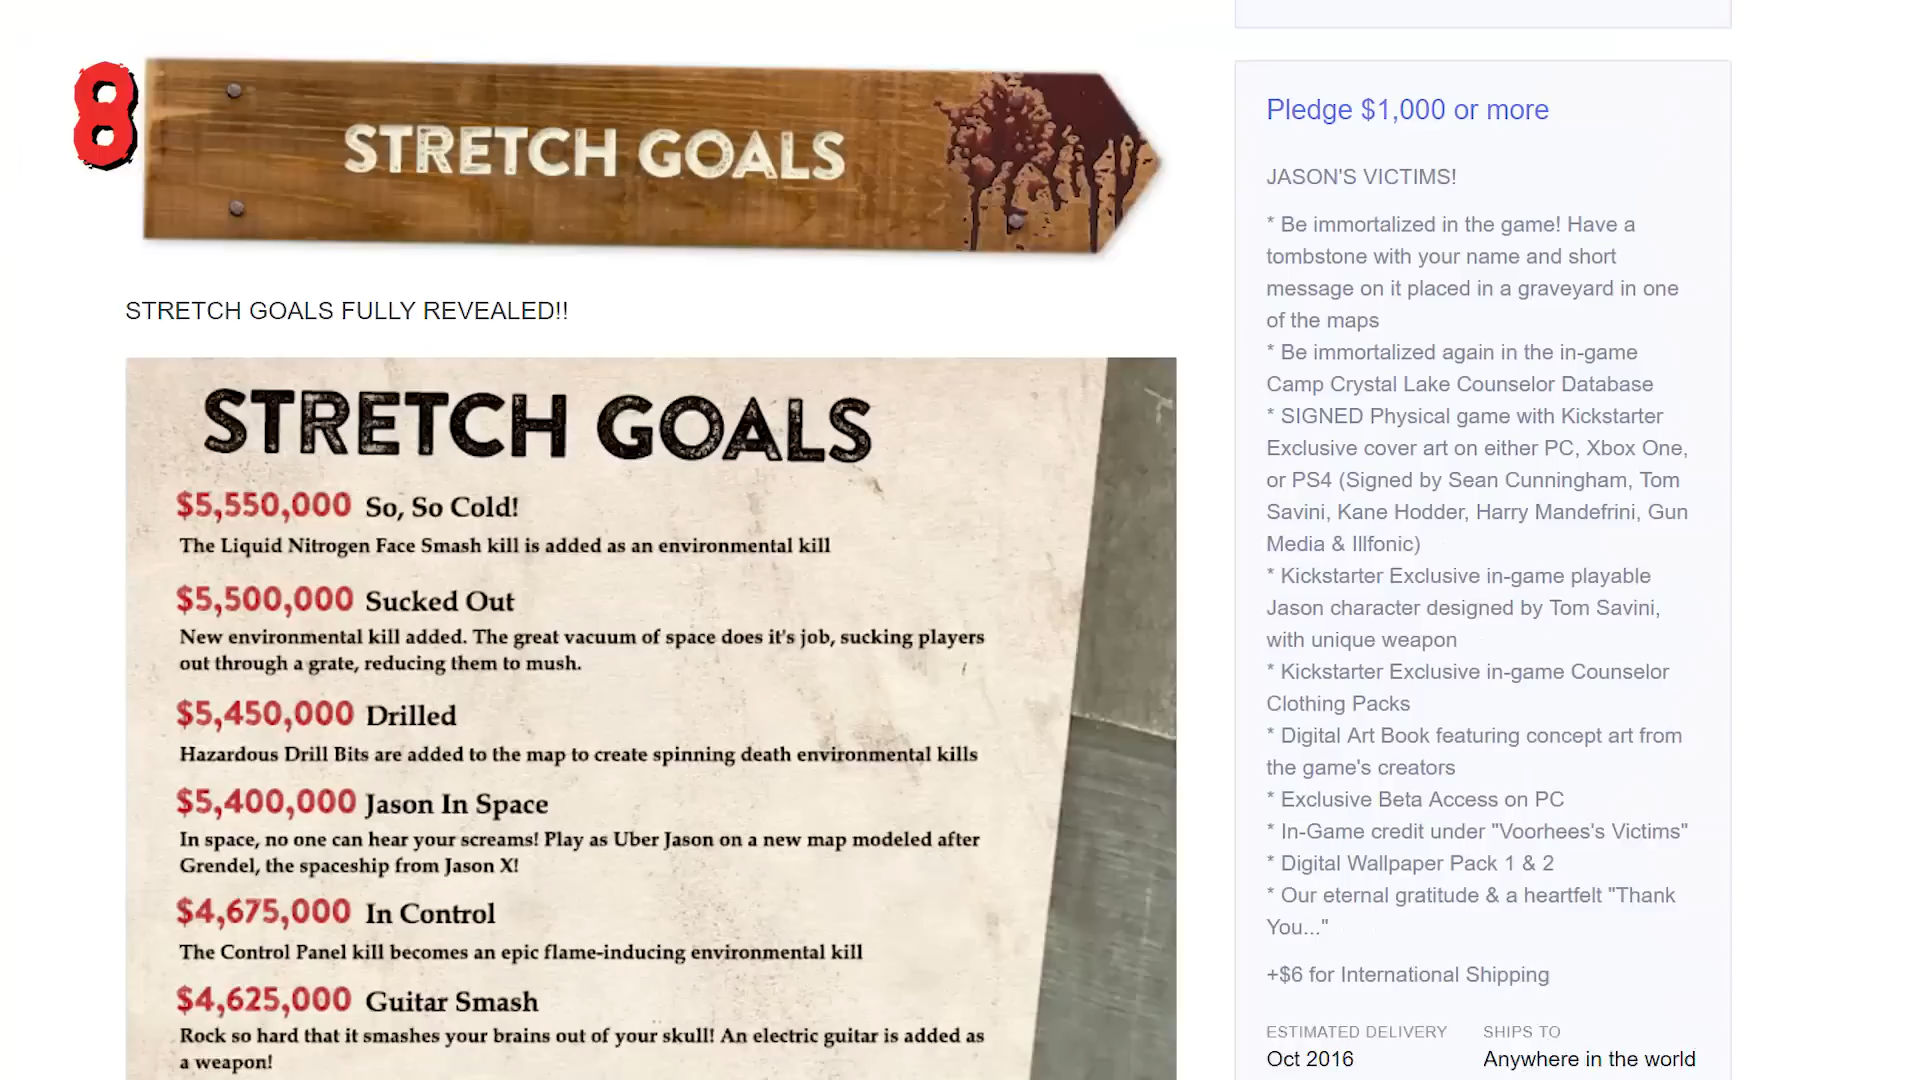 8
STRETCH GOALS
STRETCH GOALS FULLY REVEALED!!
STRETCH GOALS
$5,550,000 So, So Cold!
The Liquid Nitrogen Face Smash kill is added as an environmental kill
$5,500,000 Sucked Out
New environmental kill added. The great vacuum of space does it's job, sucking players
out through a grate, reducing them to mush.
$5,450,000 Drilled
Hazardous Drill Bits are added to the map to create spinning death environmental kills
$5,400,000 Jason In Space
In space, no one can hear your screams! Play as Uber Jason on a new map modeled after
Grendel, the spaceship from Jason X!
$4,675,000 In Control
The Control Panel kill becomes an epic flame-inducing environmental kill
$4,625,000 Guitar Smash
Rock so hard that it smashes your brains out of your skull! An electric guitar is added as
a weapon!
Pledge $1,000 or more
JASON'S VICTIMS!
* Be immortalized in the game! Have a
tombstone with your name and short
message on it placed in a graveyard in one
of the maps
* Be immortalized again in the in-game
Camp Crystal Lake Counselor Database
* SIGNED Physical game with Kickstarter
Exclusive cover art on either PC, Xbox One,
or PS4 (Signed by Sean Cunningham, Tom
Savini, Kane Hodder, Harry Mandefrini, Gun
Media & Illfonic)
* Kickstarter Exclusive in-game playable
Jason character designed by Tom Savini,
with unique weapon
* Kickstarter Exclusive in-game Counselor
Clothing Packs
* Digital Art Book featuring concept art from
the game's creators
* Exclusive Beta Access on PC
* In-Game credit under "Voorhees's Victims"
* Digital Wallpaper Pack 1 & 2
* Our eternal gratitude & a heartfelt "Thank
You..."
+$6 for International Shipping
ESTIMATED DELIVERY SHIPS TO
Oct 2016 Anywhere in the world